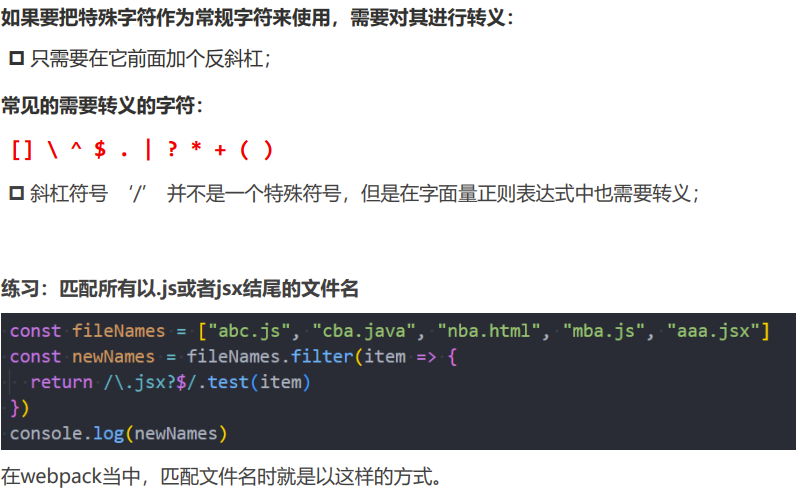 如果要把特殊字符作为常规字符来使用，需要对其进行转义：
只需要在它前面加个反斜杠；
常见的需要转义的字符：
[] \ ^ $ . | ? * + ( )
斜杠符号 ‘/’ 并不是一个特殊符号，但是在字面量正则表达式中也需要转义；
练习：匹配所有以.js或者jsx结尾的文件名
const fileNames = ["abc.js", "cba.java", "nba.html", "mba.js", "aaa.jsx"]
const newNames = fileNames.filter(item => {
  return /\.jsx?$/.test(item)
})
console.log(newNames)
在webpack当中，匹配文件名时就是以这样的方式。